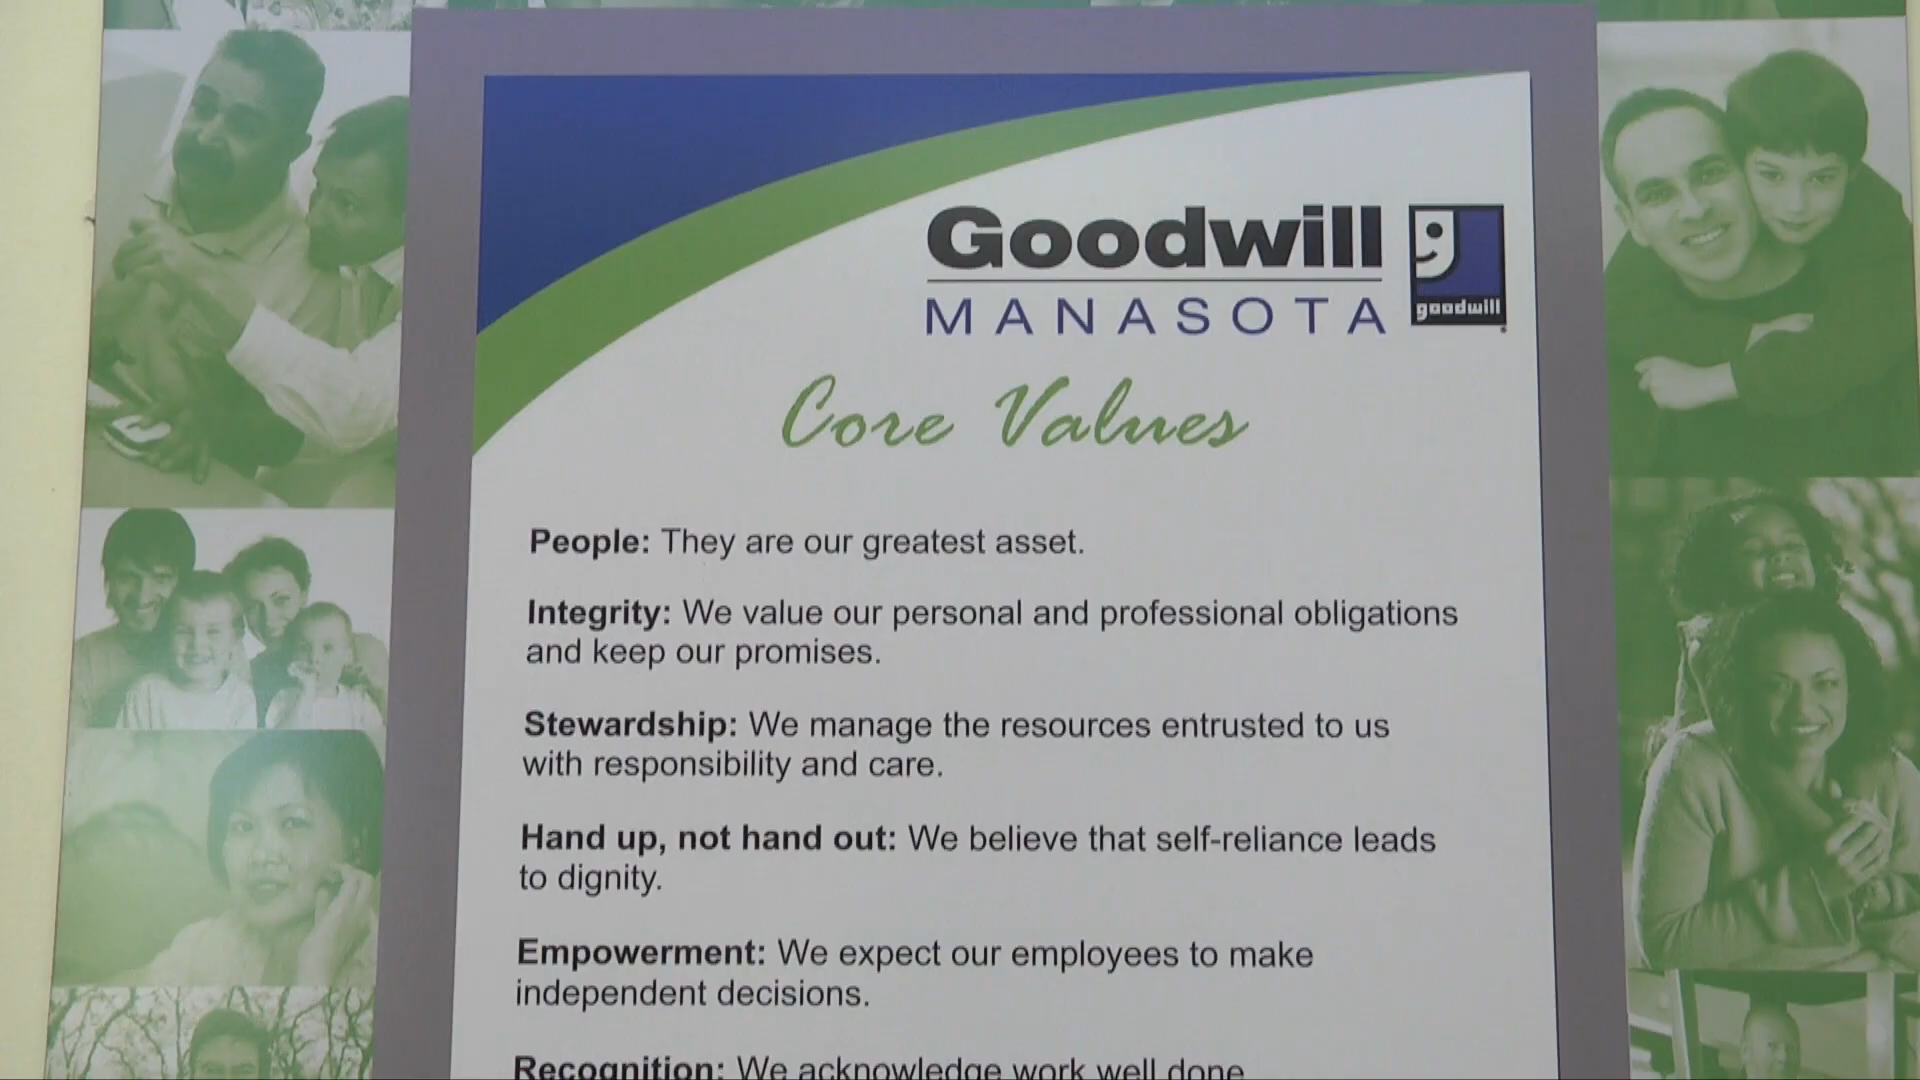 Goodwill
MANASOTA
goodwill
Core Values
People: They are our greatest asset.
Integrity: We value our personal and professional obligations
and keep our promises.
Stewardship: We manage the resources entrusted to us
with responsibility and care.
Hand up, not hand out: We believe that self-reliance leads
to dignity.
Empowerment: We expect our employees to make
independent decisions.
Recognition: We acknowledge work well done